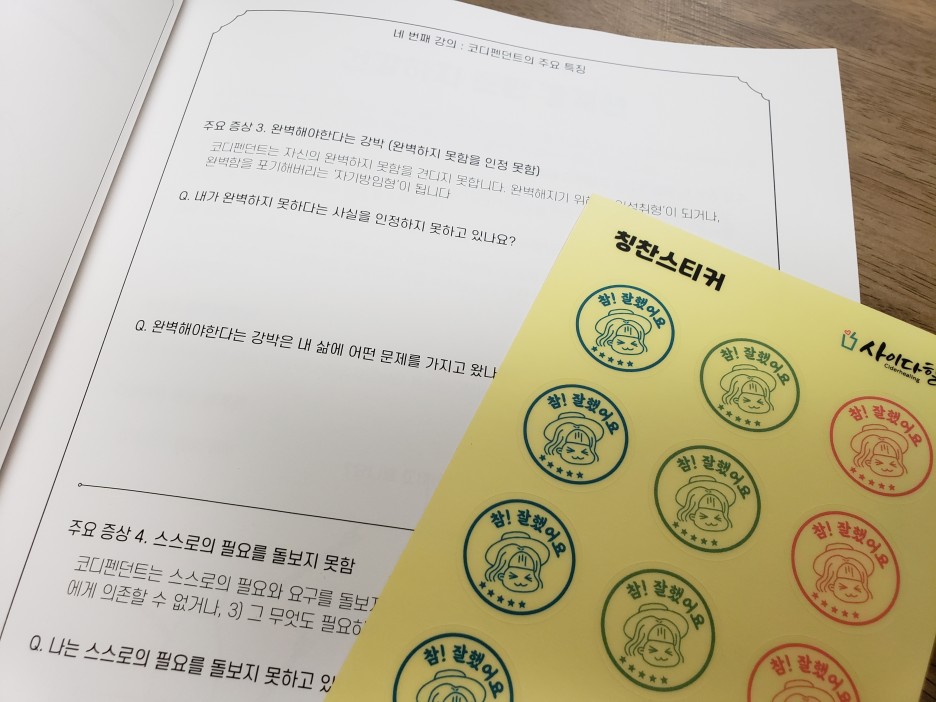 네 번째 강의 : 코디펜던트의 주요 특징
주요 증상 3. 완벽해야한다는 강박 (완벽하지 못함을 인정 못함)
코디펜던트는 자신의 완벽하지 못함을 견디지 못합니다. 완벽해지기 위해 되거나,
완벽함을 포기해버리는 '자기방임형'이 됩니다
Q. 내가 완벽하지 못하다는 사실을 인정하지 못하고 있나요?
Q. 완벽해야한다는 강박은 내 삶에 어떤 문제를 가지고 왔나
주요 증상 4. 스스로의 필요를 돌보지 못함
코디펜던트는 스스로의 필요와 요구를 돌보지
에게 의존할 수 없거나, 3) 그 무엇도 필요하
Q. 나는 스스로의 필요를 돌보지 못하고 있
칭찬스티커
사이다힐
Ciderhealing
참! 잘했어요
참! 잘했어요
참! 잘했어요
참! 잘했어요
참! 잘했어요
참! 잘했어요
참! 잘했어요
참! 잘했어요
참! 잘했어요
참! 잘했어요
참! 잘했어요